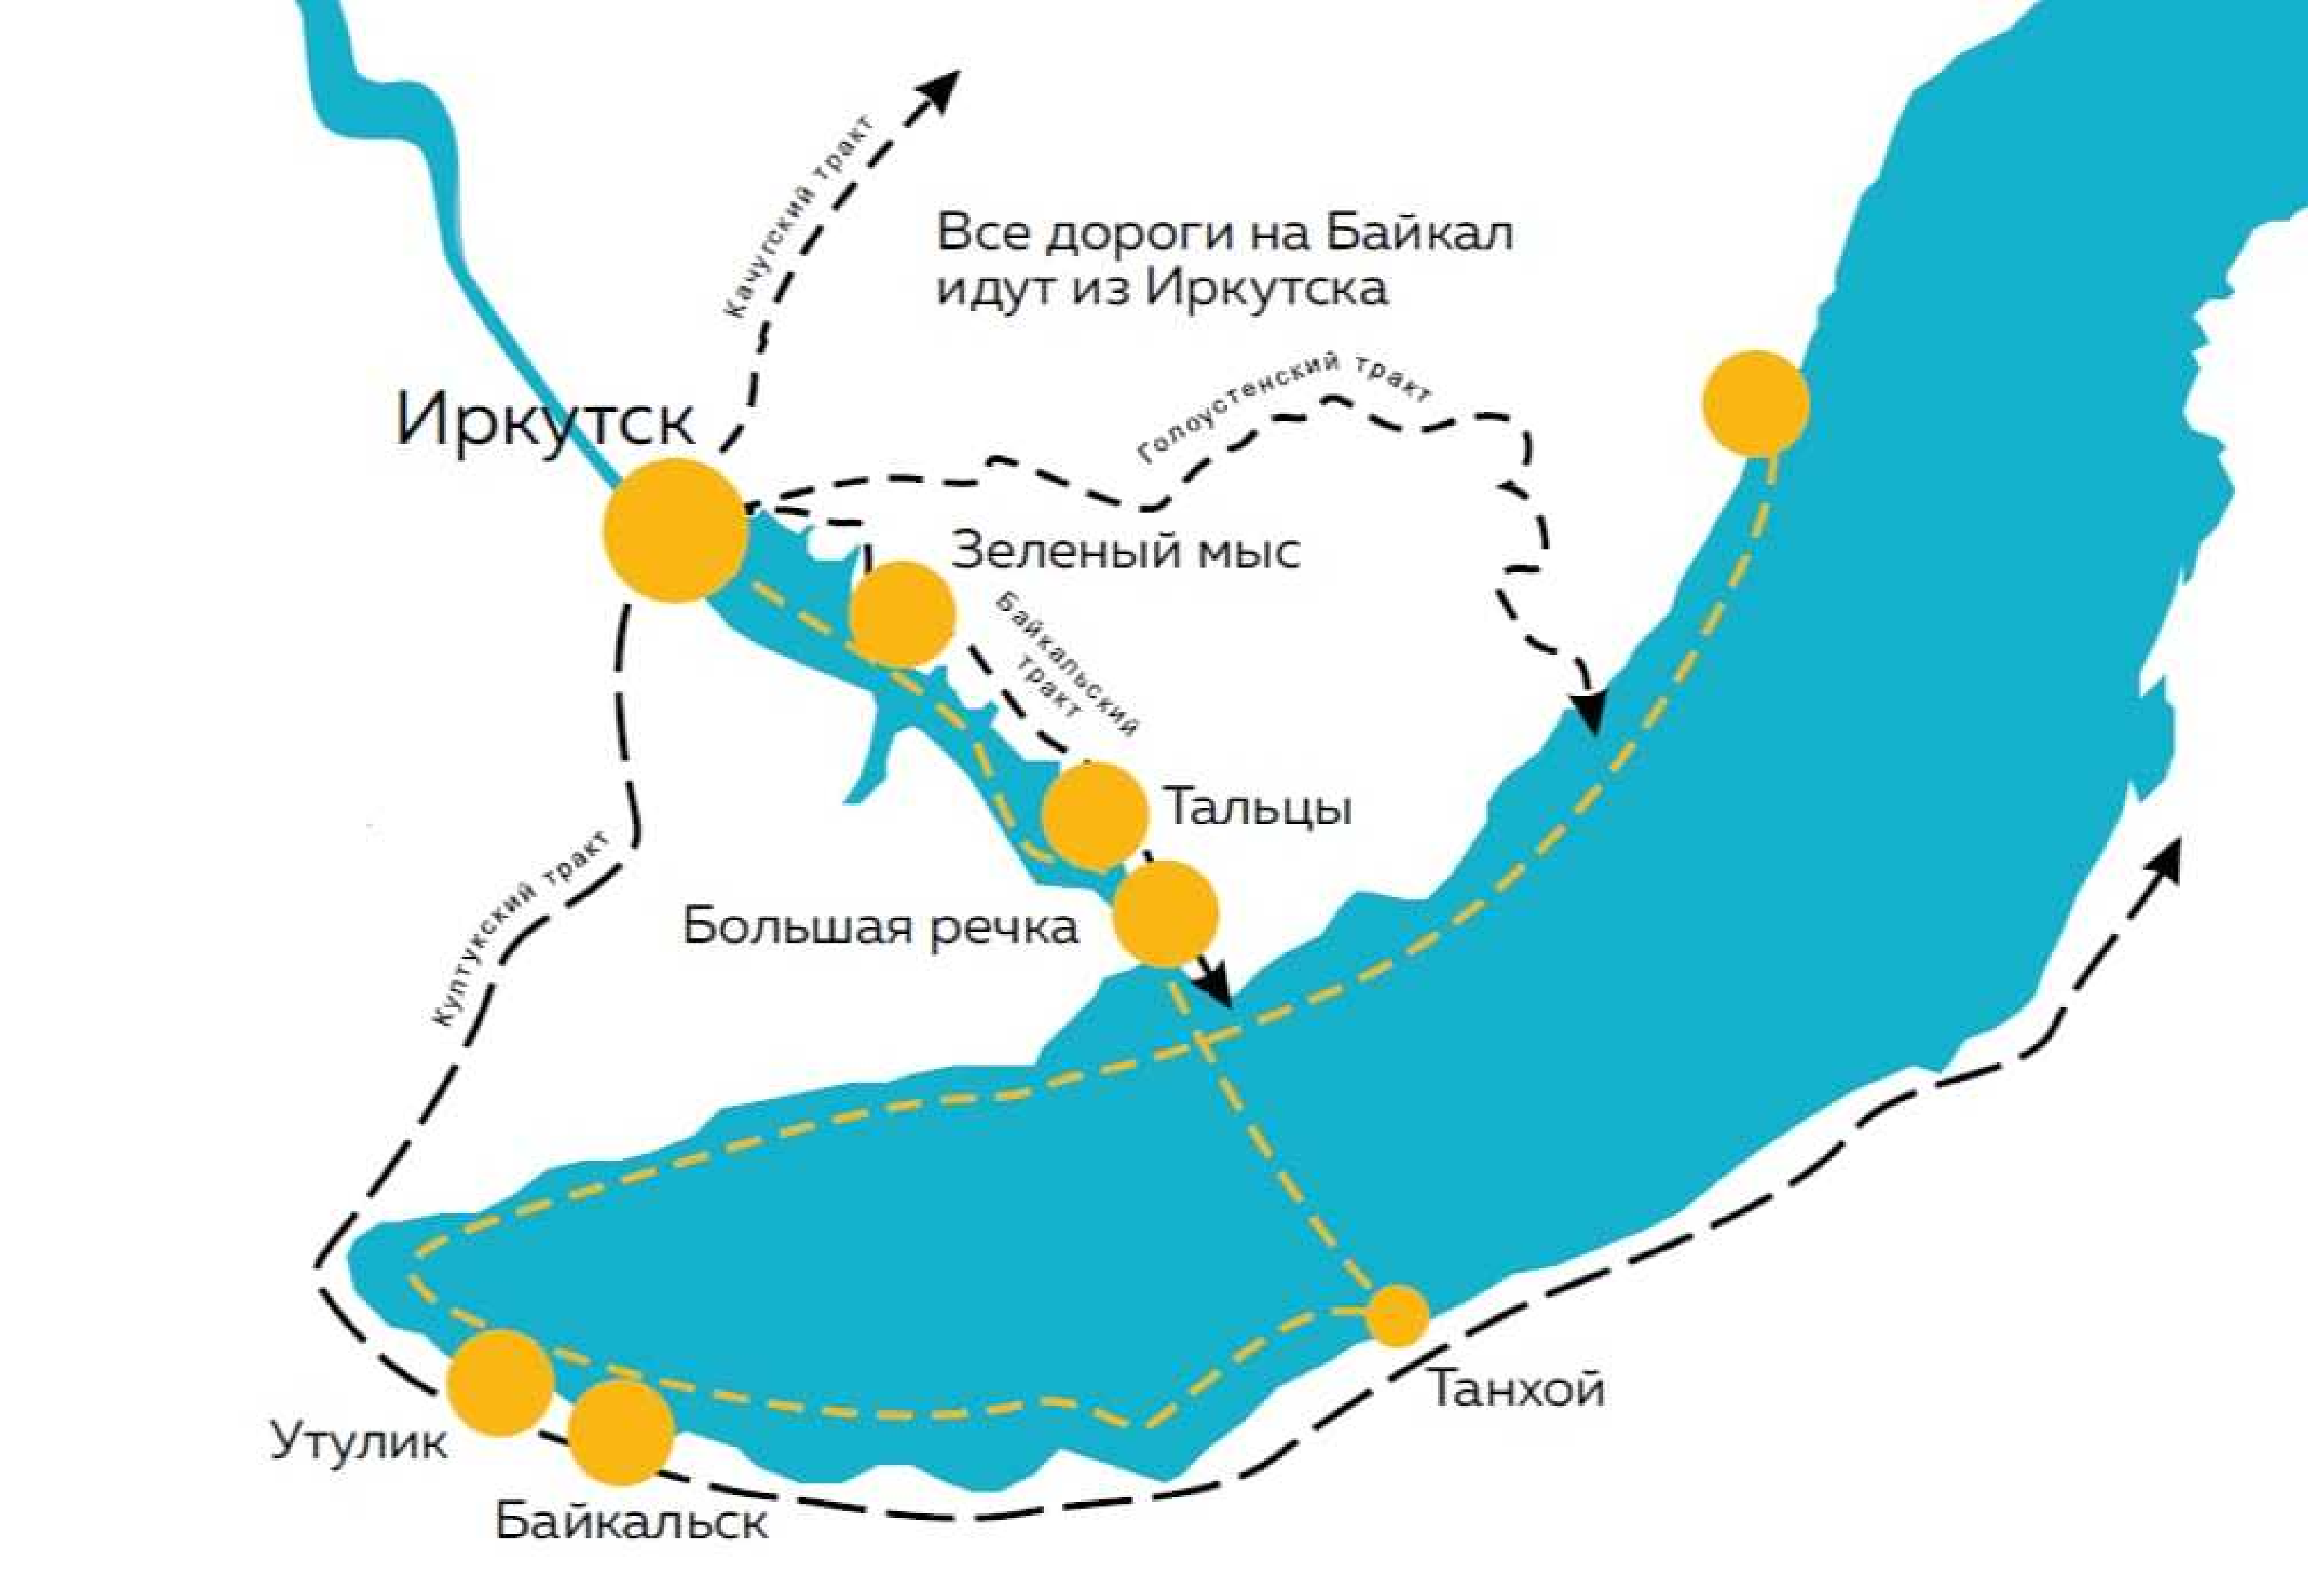 Качугский тракт
Все дороги на Байкал
идут из Иркутска
Голоустенский тракт
Иркутск
Зеленый мыс
Байкальский
тракт
Тальцы
Култукский тракт
Большая речка
Танхой
Утулик
Байкальск